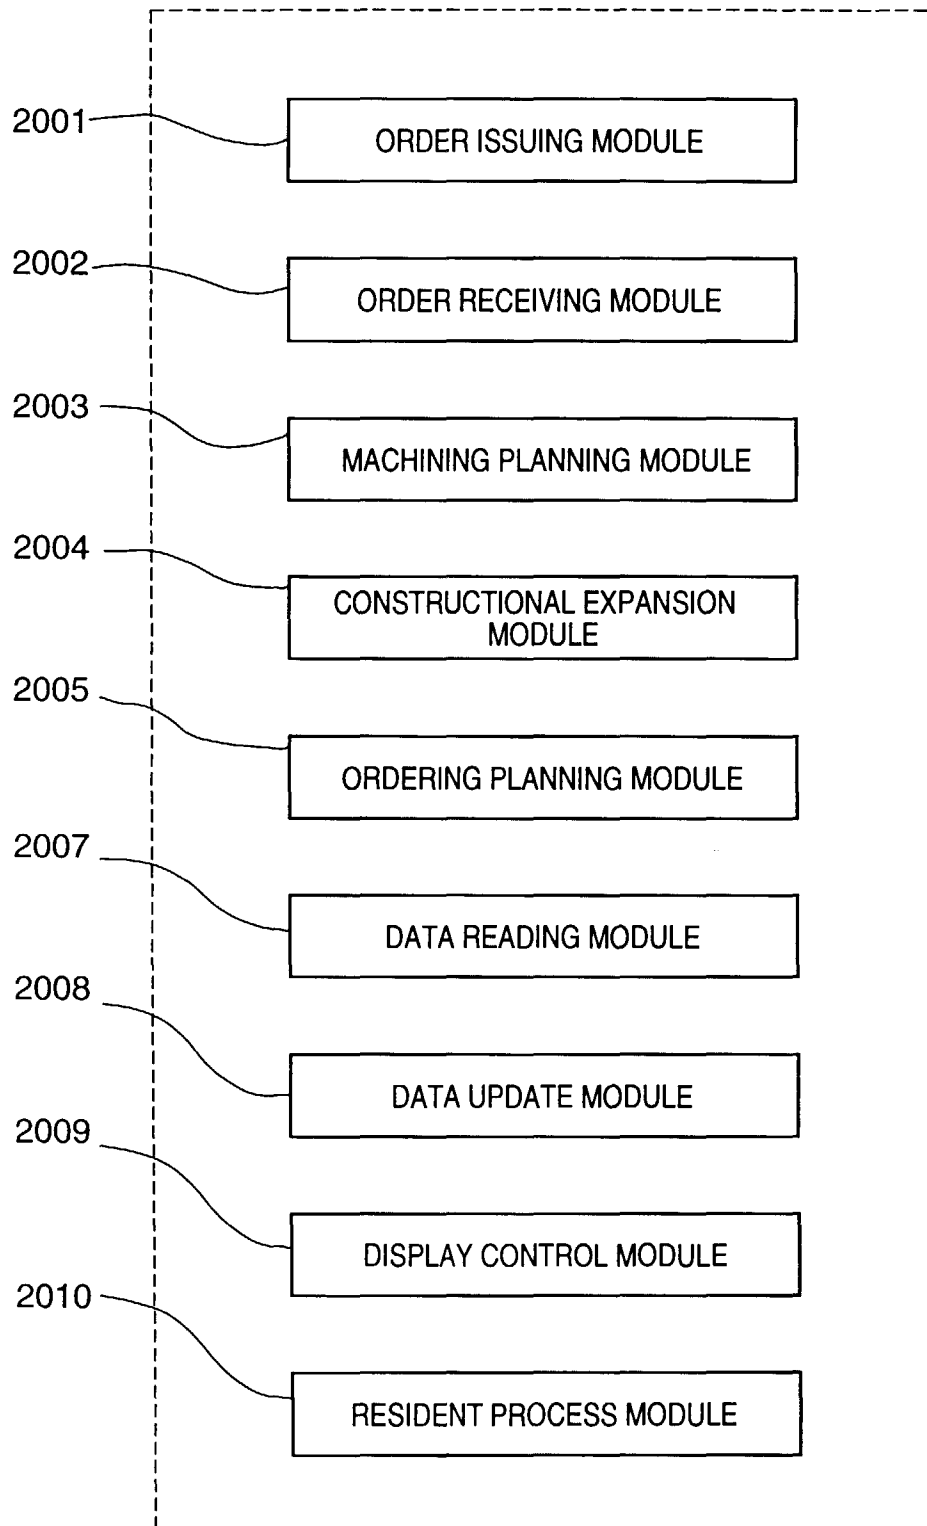 2001
ORDER ISSUING MODULE
2002
ORDER RECEIVING MODULE
2003
MACHINING PLANNING MODULE
2004
CONSTRUCTIONAL EXPANSION
MODULE
2005
ORDERING PLANNING MODULE
2007
DATA READING MODULE
2008
DATA UPDATE MODULE
2009
DISPLAY CONTROL MODULE
2010
RESIDENT PROCESS MODULE